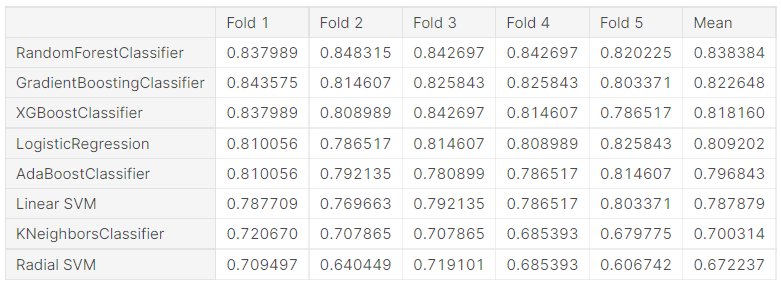 Fold 1 Fold 2 Fold 3 Fold 4 Fold 5 Mean
RandomForestClassifier 0.837989 0.848315 0.842697 0.842697 0.820225 0.838384
GradientBoostingClassifier 0.843575 0.814607 0.825843 0.825843 0.803371 0.822648
XGBoostClassifier 0.837989 0.808989 0.842697 0.814607 0.786517 0.818160
LogisticRegression 0.810056 0.786517 0.814607 0.808989 0.825843 0.809202
AdaBoostClassifier 0.810056 0.792135 0.780899 0.786517 0.814607 0.796843
Linear SVM 0.787709 0.769663 0.792135 0.786517 0.803371 0.787879
KNeighborsClassifier 0.720670 0.707865 0.707865 0.685393 0.679775 0.700314
Radial SVM 0.709497 0.640449 0.719101 0.685393 0.606742 0.672237